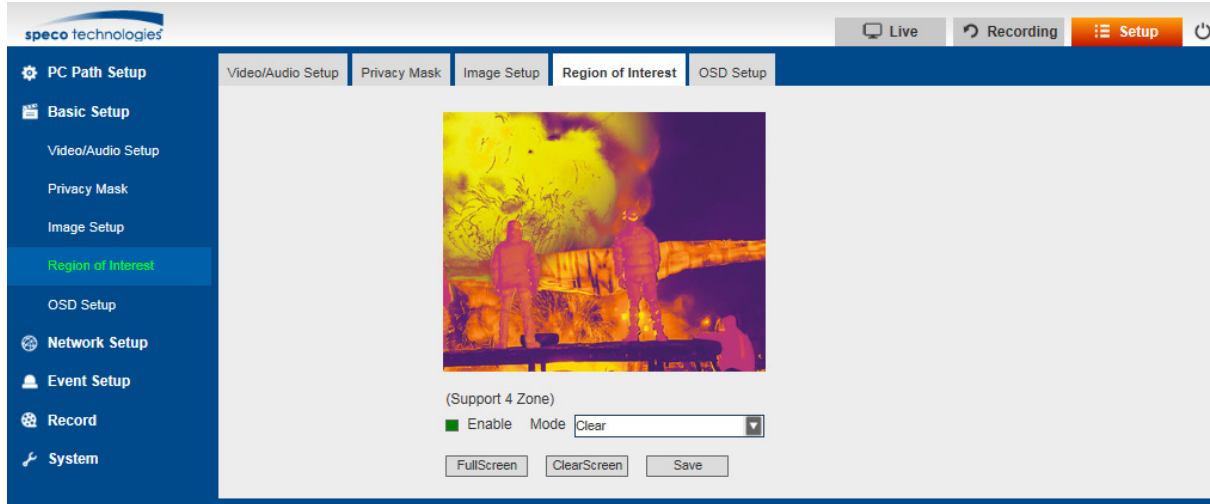 speco technologies
Live
Recording
Setup
PC Path Setup
Basic Setup
Video/Audio Setup
Privacy Mask
Image Setup
Region of Interest
OSD Setup
Network Setup
Event Setup
Record
System
Video/Audio Setup
Privacy Mask
Image Setup
Region of Interest
OSD Setup
(Support 4 Zone)
Enable Mode Clear
FullScreen ClearScreen Save